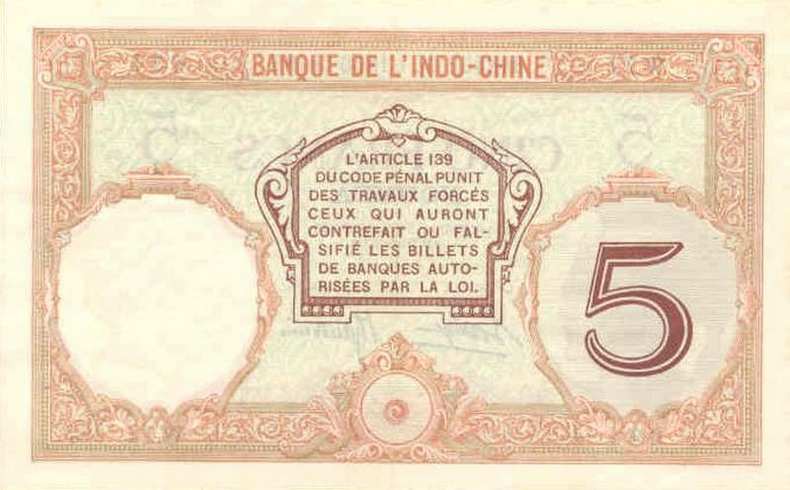 BANQUE DE L'INDO-CHINE
L'ARTICLE 139
DU CODE PÉNAL PUNIT
DES TRAVAUX FORCÉS
CEUX QUI AURONT
CONTREFAIT OU FAL-
SIFIÉ LES BILLETS
DE BANQUES AUTO-
RISÉES PAR LA LOI.
5